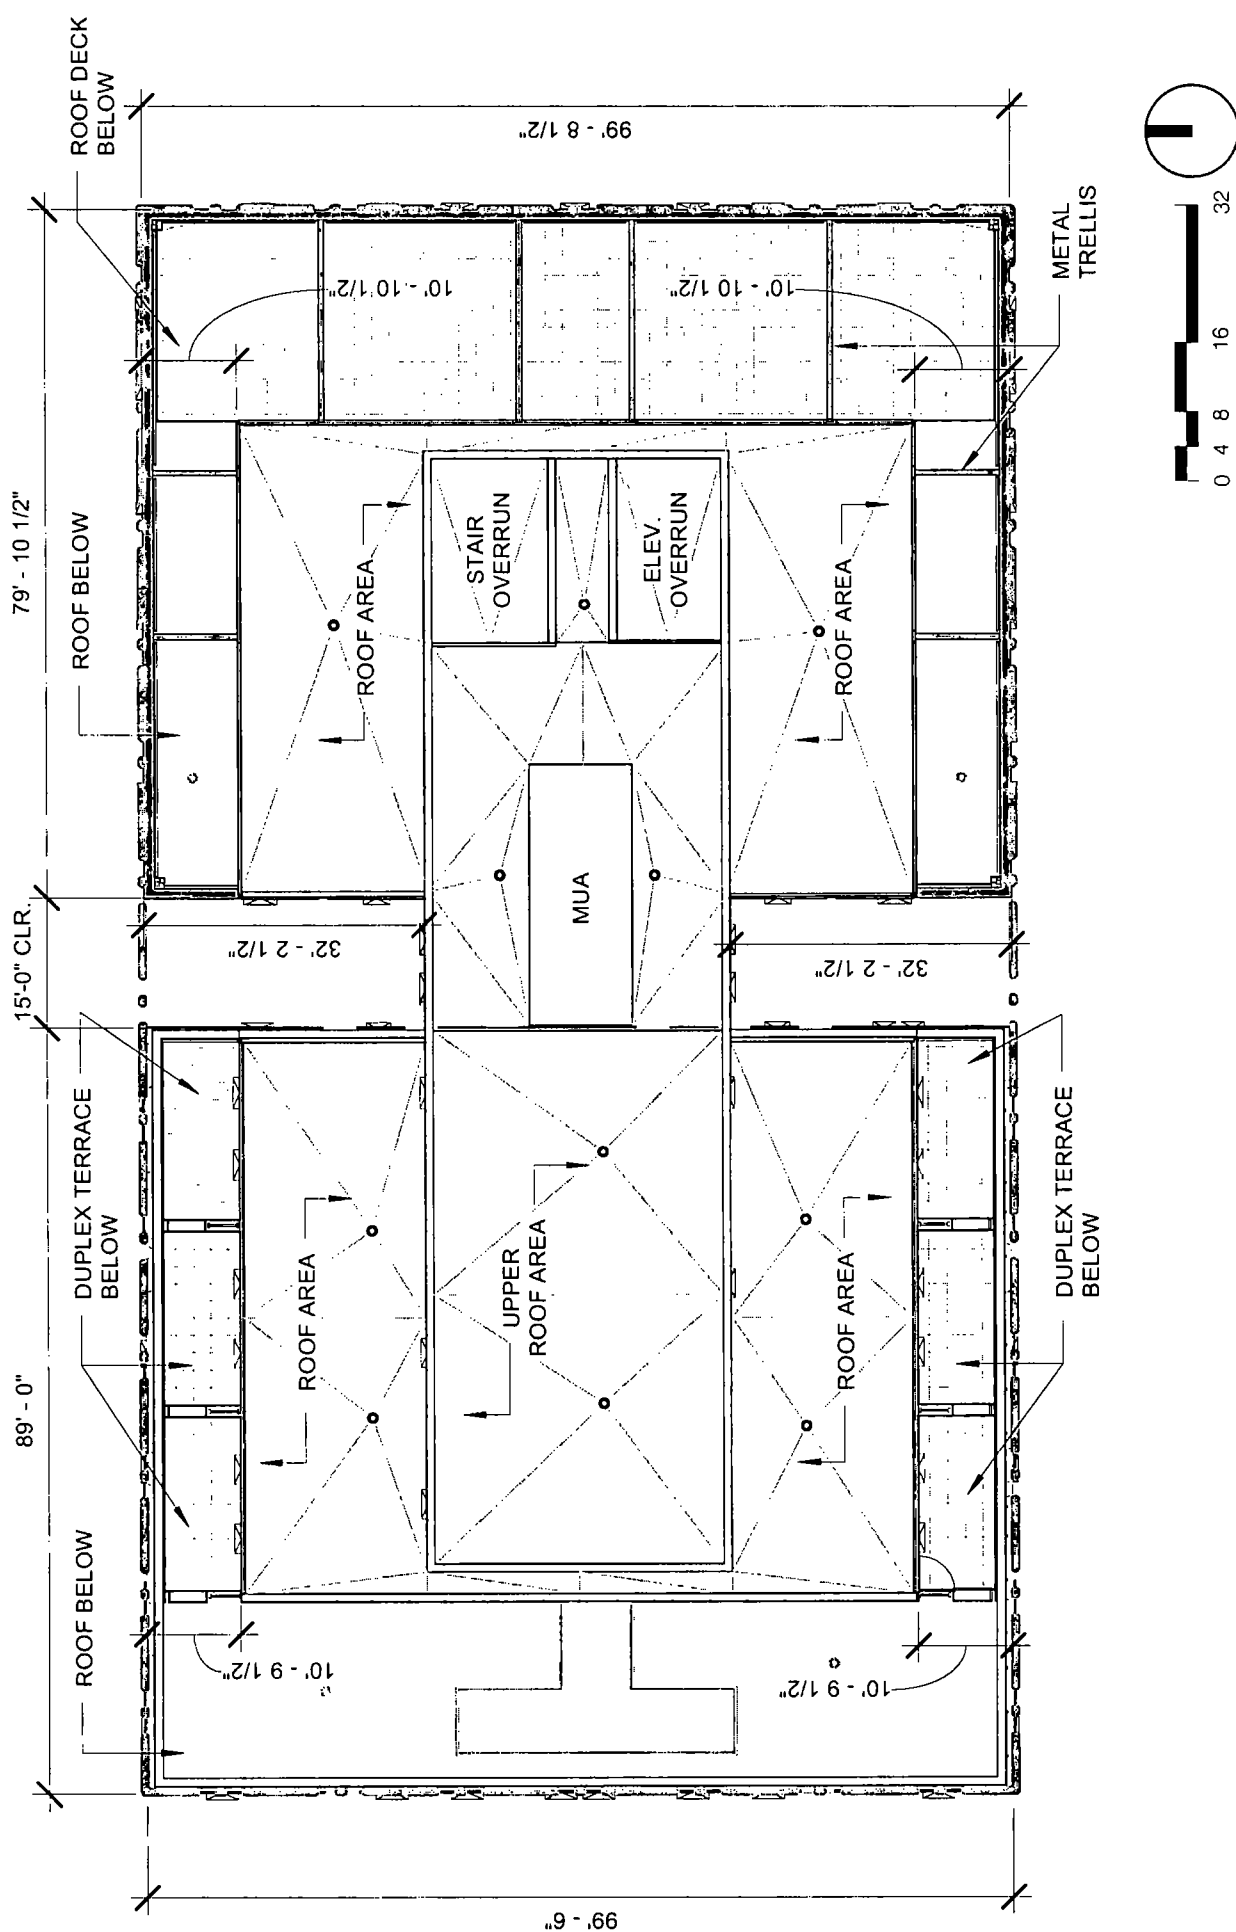 ROOF DECK
BELOW
99' - 8 1/2"
79' - 10 1/2"
10' - 10 1/2"
10' - 10 1/2"
METAL
TRELLIS
0 4 8 16 32
ROOF BELOW
STAIR
OVERRUN
ELEV.
OVERRUN
ROOF AREA
ROOF AREA
MUA
15'-0" CLR.
32' - 2 1/2"
32' - 2 1/2"
DUPLEX TERRACE
BELOW
DUPLEX TERRACE
BELOW
UPPER
ROOF AREA
ROOF AREA
ROOF AREA
89' - 0"
ROOF BELOW
10' - 9 1/2"
10' - 9 1/2"
99' - 6"